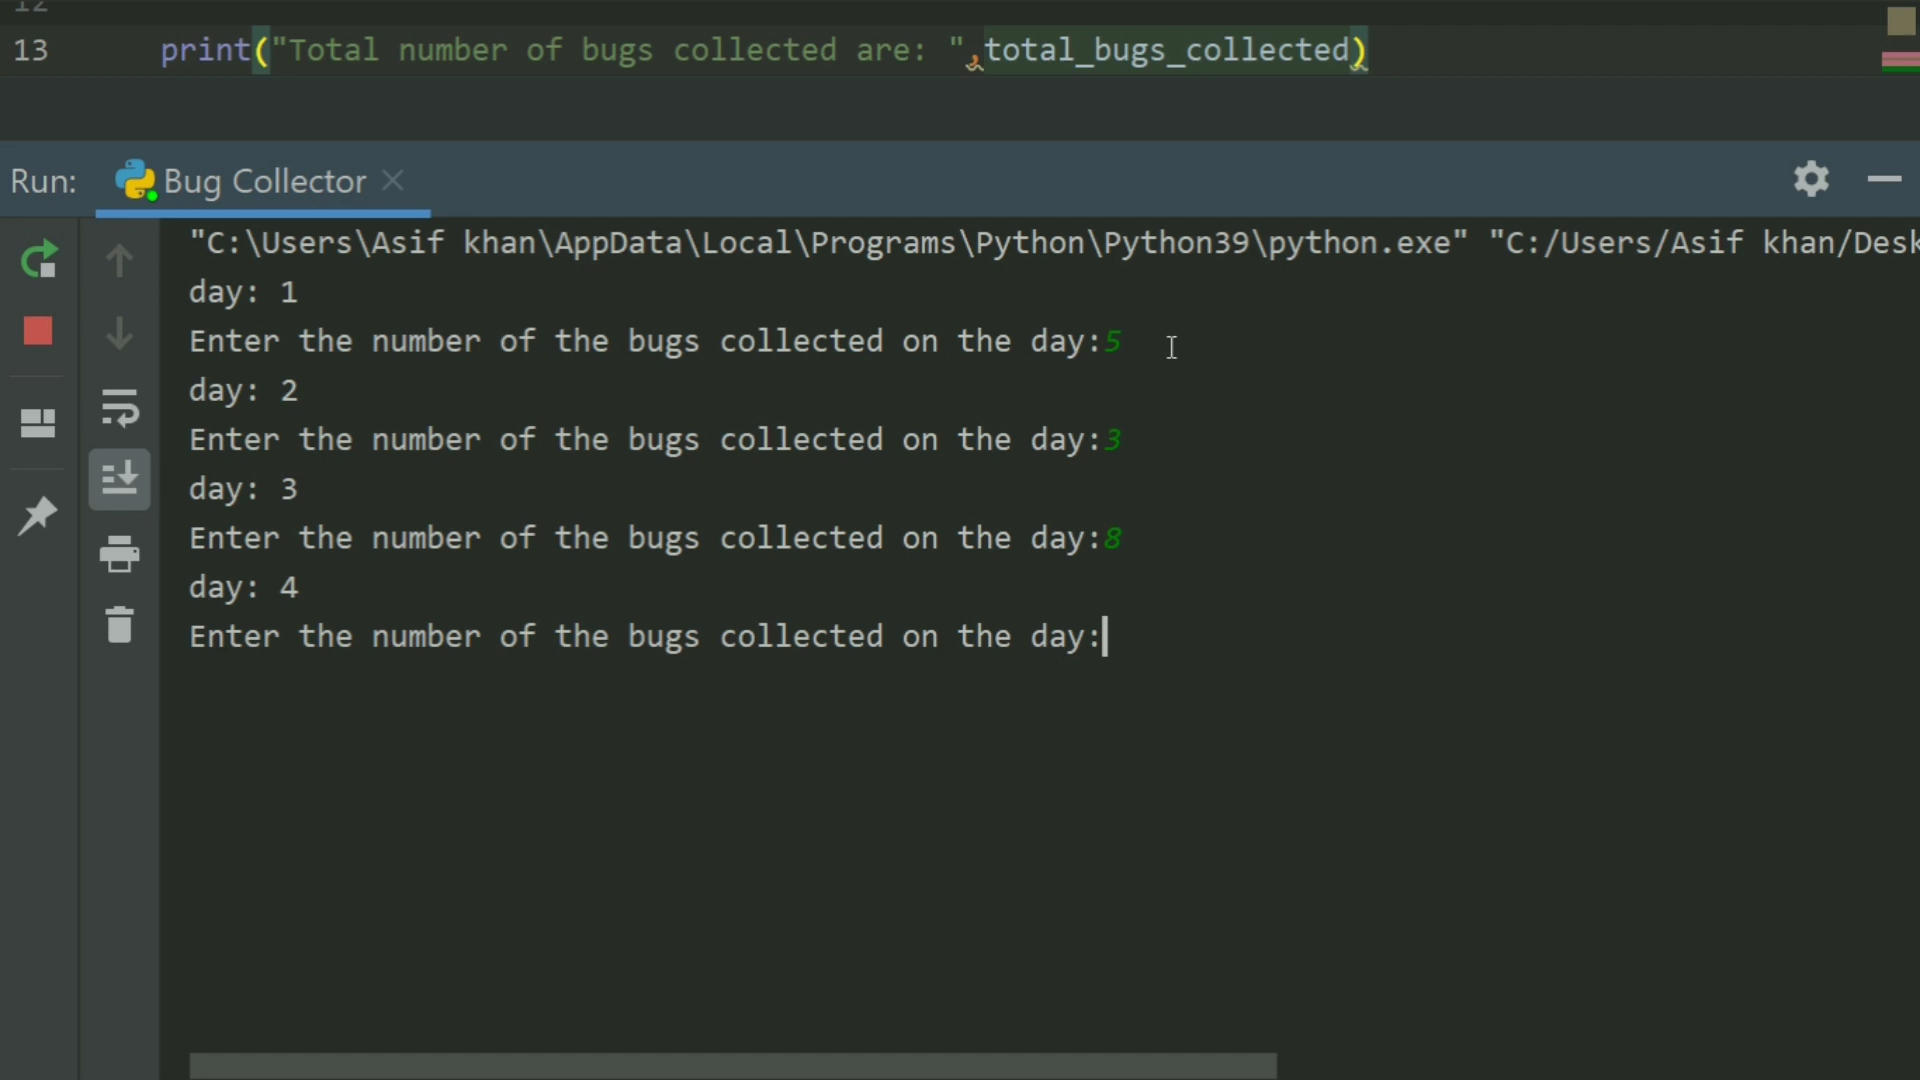 12
13 print("Total number of bugs collected are: ",total_bugs_collected)
Run: Bug Collector
"C:\Users\Asif khan\AppData\Local\Programs\Python\Python39\python.exe" "C:/Users/Asif khan/Desk
day: 1
Enter the number of the bugs collected on the day:5
day: 2
Enter the number of the bugs collected on the day:3
day: 3
Enter the number of the bugs collected on the day:8
day: 4
Enter the number of the bugs collected on the day: